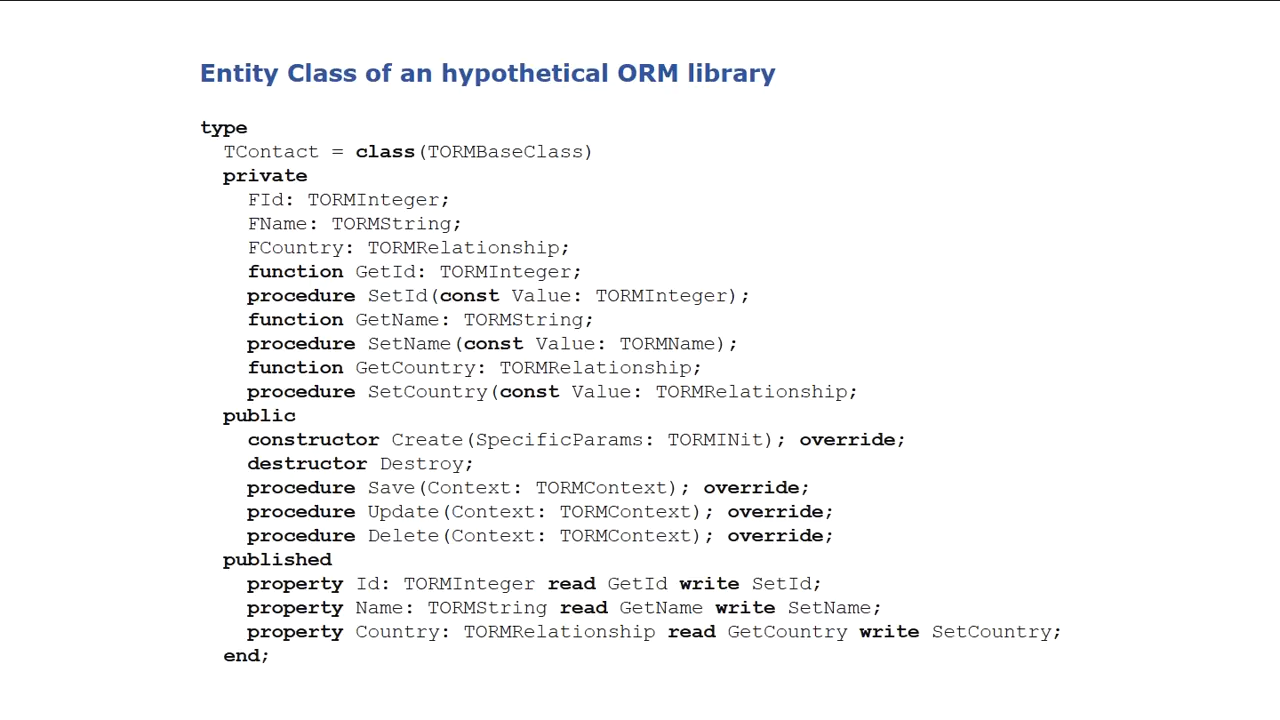 Entity Class of an hypothetical ORM library
type
TContact = class(TORMBaseClass)
private
FId: TORMInteger;
FName: TORMString;
FCountry: TORMRelationship;
function GetId: TORMInteger;
procedure SetId(const Value: TORMInteger);
function GetName: TORMString;
procedure SetName(const Value: TORMName);
function GetCountry: TORMRelationship;
procedure SetCountry(const Value: TORMRelationship;
public
constructor Create(SpecificParams: TORMINit); override;
destructor Destroy;
procedure Save(Context: TORMContext); override;
procedure Update(Context: TORMContext); override;
procedure Delete(Context: TORMContext); override;
published
property Id: TORMInteger read GetId write SetId;
property Name: TORMString read GetName write SetName;
property Country: TORMRelationship read GetCountry write SetCountry;
end;